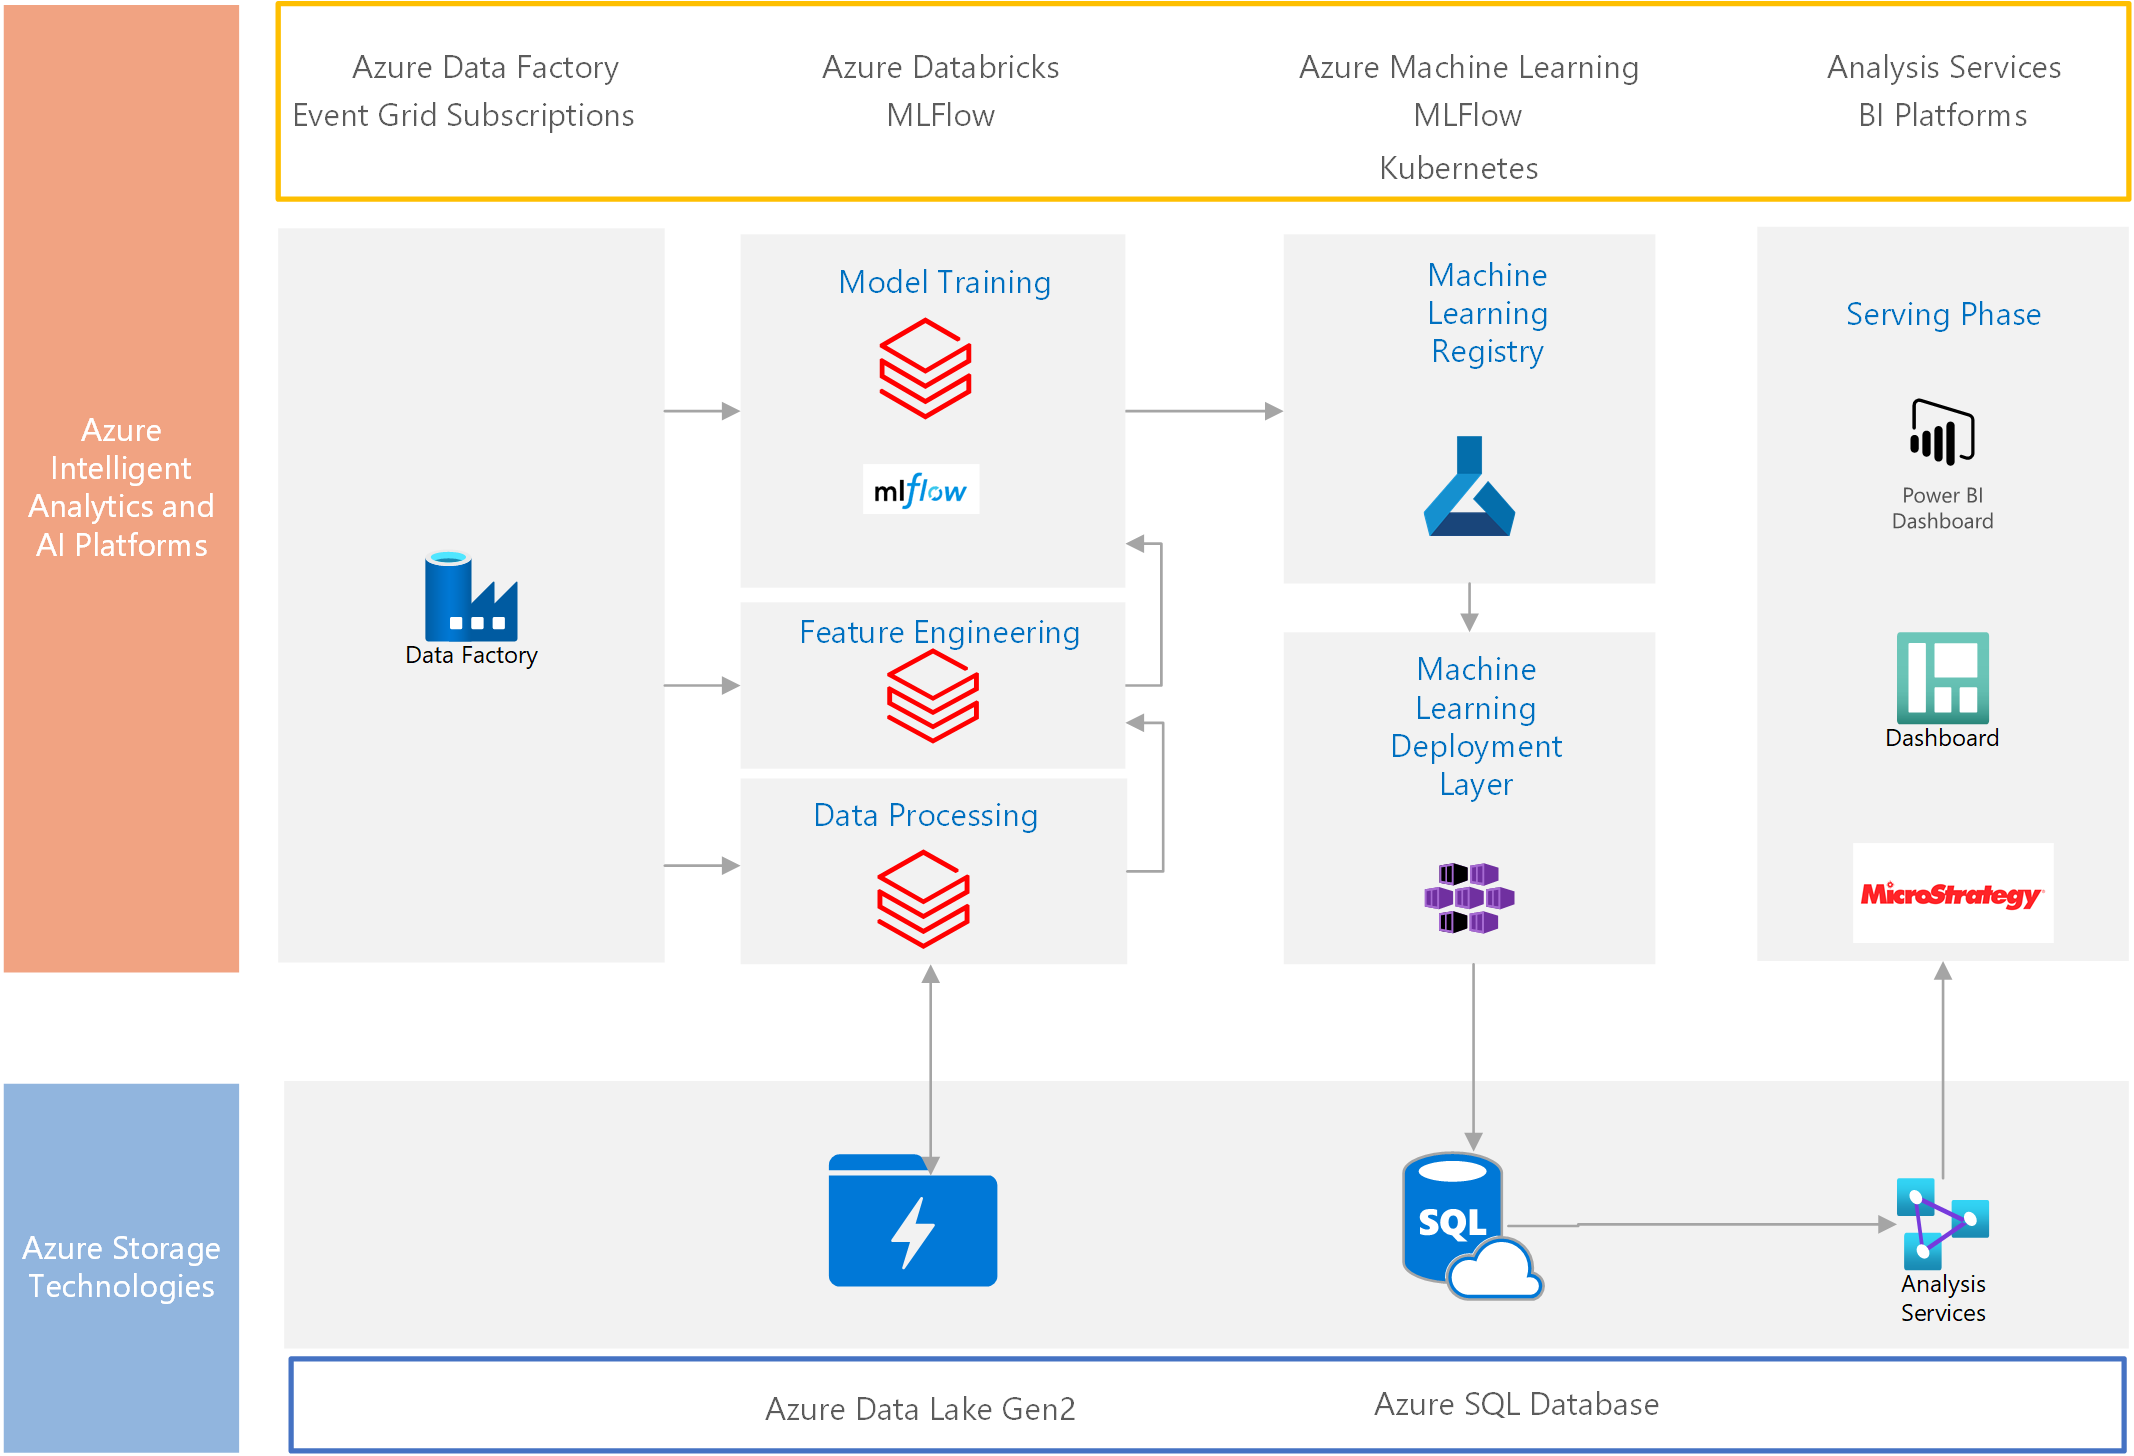 Azure Data Factory
Event Grid Subscriptions
Azure Databricks
MLFlow
Azure Machine Learning
MLFlow
Kubernetes
Analysis Services
BI Platforms
Azure
Intelligent
Analytics and
AI Platforms
Data Factory
Model Training
mlflow
Feature Engineering
Data Processing
Machine
Learning
Registry
Machine
Learning
Deployment
Layer
Serving Phase
Power BI
Dashboard
Dashboard
MicroStrategy
Azure Storage
Technologies
SQL
Analysis
Services
Azure Data Lake Gen2
Azure SQL Database